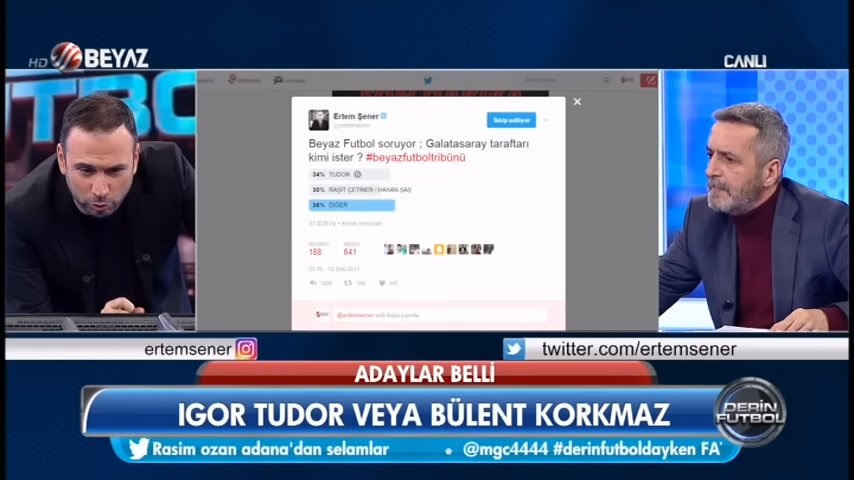 HD BEYAZ
CANLI
Ertem Şener
@ertemsener
Takip ediliyor
Beyaz Futbol soruyor ; Galatasaray taraftarı
kimi ister ? #beyazfutboltribünü
34% TUDOR
30% RAŞİT ÇETİNER / HASAN ŞAŞ
36% DİĞER
RETWEET
BEĞENİ
188
641
@ertemsener
ertemsener
twitter.com/ertemsener
ADAYLAR BELLİ
IGOR TUDOR VEYA BÜLENT KORKMAZ
DERİN
FUTBOL
Rasim ozan adana'dan selamlar
@mgc4444 #derinfutboldayken FA